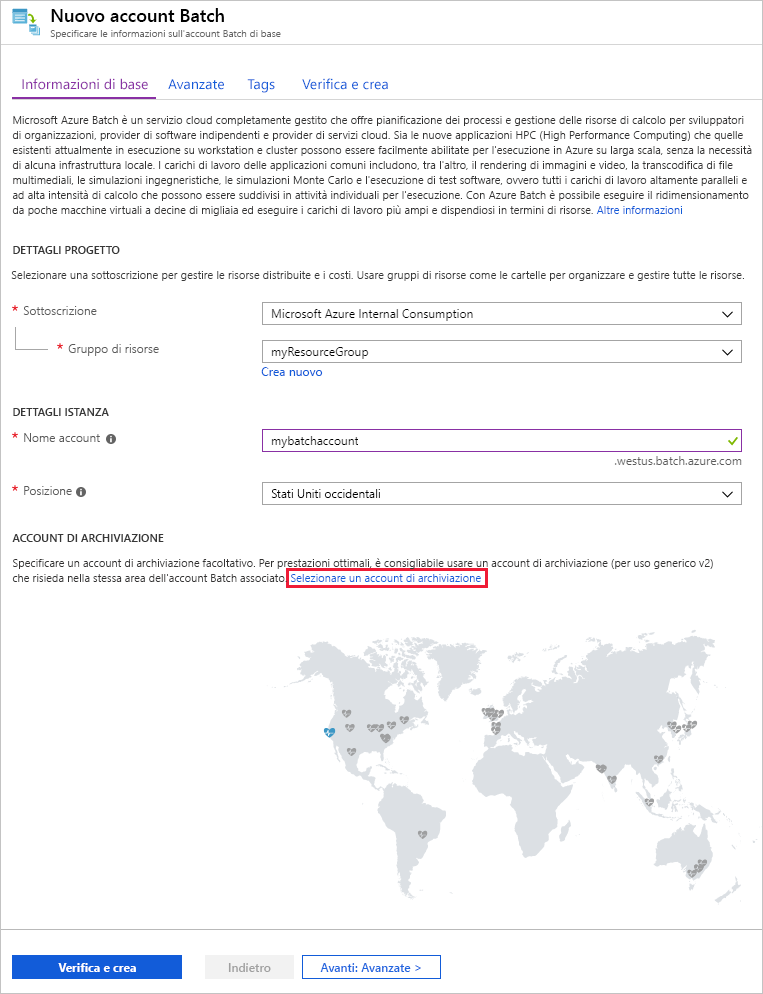 Nuovo account Batch
Specificare le informazioni sull'account Batch di base
Informazioni di base Avanzate Tags Verifica e crea
Microsoft Azure Batch è un servizio cloud completamente gestito che offre pianificazione dei processi e gestione delle risorse di calcolo per sviluppatori
di organizzazioni, provider di software indipendenti e provider di servizi cloud. Sia le nuove applicazioni HPC (High Performance Computing) che quelle
esistenti attualmente in esecuzione su workstation e cluster possono essere facilmente abilitate per l'esecuzione in Azure su larga scala, senza la necessità
di alcuna infrastruttura locale. I carichi di lavoro delle applicazioni comuni includono, tra l'altro, il rendering di immagini e video, la transcodifica di file
multimediali, le simulazioni ingegneristiche, le simulazioni Monte Carlo e l'esecuzione di test software, ovvero tutti i carichi di lavoro altamente paralleli e
ad alta intensità di calcolo che possono essere suddivisi in attività individuali per l'esecuzione. Con Azure Batch è possibile eseguire il ridimensionamento
da poche macchine virtuali a decine di migliaia ed eseguire i carichi di lavoro più ampi e dispendiosi in termini di risorse. Altre informazioni
DETTAGLI PROGETTO
Selezionare una sottoscrizione per gestire le risorse distribuite e i costi. Usare gruppi di risorse come le cartelle per organizzare e gestire tutte le risorse.
* Sottoscrizione Microsoft Azure Internal Consumption
* Gruppo di risorse myResourceGroup
Crea nuovo
DETTAGLI ISTANZA
* Nome account mybatchaccount
.westus.batch.azure.com
* Posizione Stati Uniti occidentali
ACCOUNT DI ARCHIVIAZIONE
Specificare un account di archiviazione facoltativo. Per prestazioni ottimali, è consigliabile usare un account di archiviazione (per uso generico v2)
che risieda nella stessa area dell'account Batch associato. Selezionare un account di archiviazione
Verifica e crea Indietro Avanti: Avanzate >